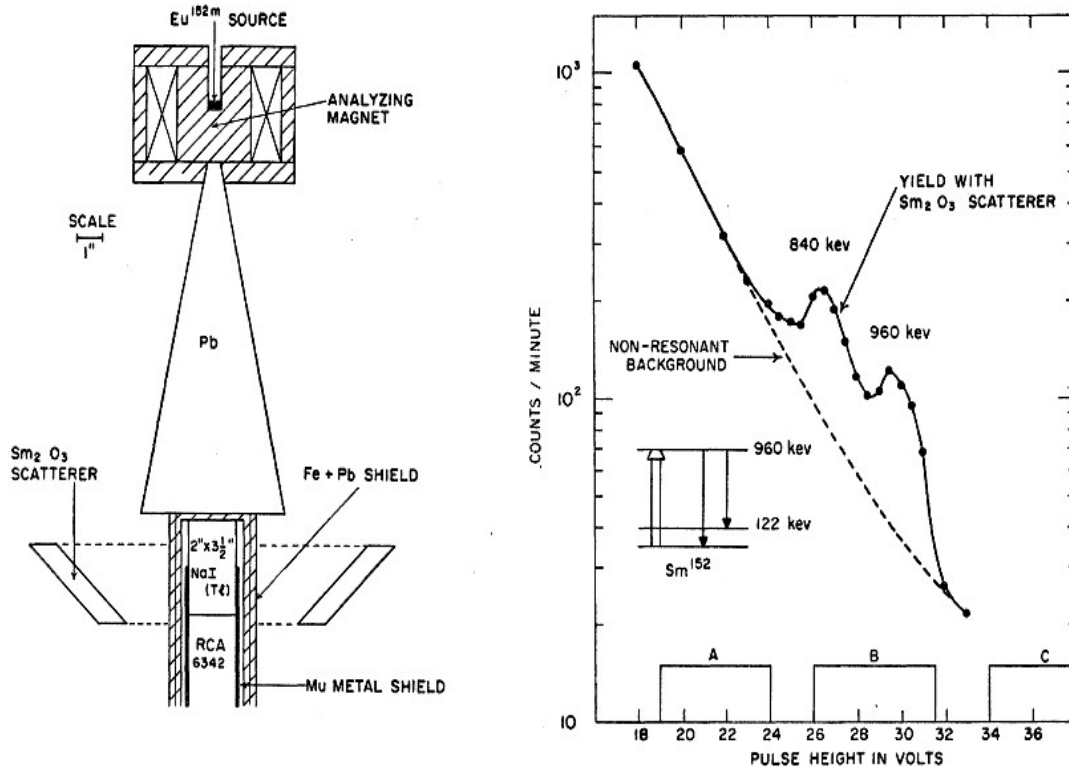 Eu¹⁵²ᵐ SOURCE
ANALYZING
MAGNET
SCALE
1"
Pb
Sm₂ O₃
SCATTERER
Fe + Pb SHIELD
2"x3½"
NaI
(Tℓ)
RCA
6342
Mu METAL SHIELD
10³
10²
10
COUNTS / MINUTE
YIELD WITH
Sm₂ O₃ SCATTERER
840 kev
960 kev
NON-RESONANT
BACKGROUND
960 kev
122 kev
Sm¹⁵²
A
B
C
18 20 22 24 26 28 30 32 34 36
PULSE HEIGHT IN VOLTS